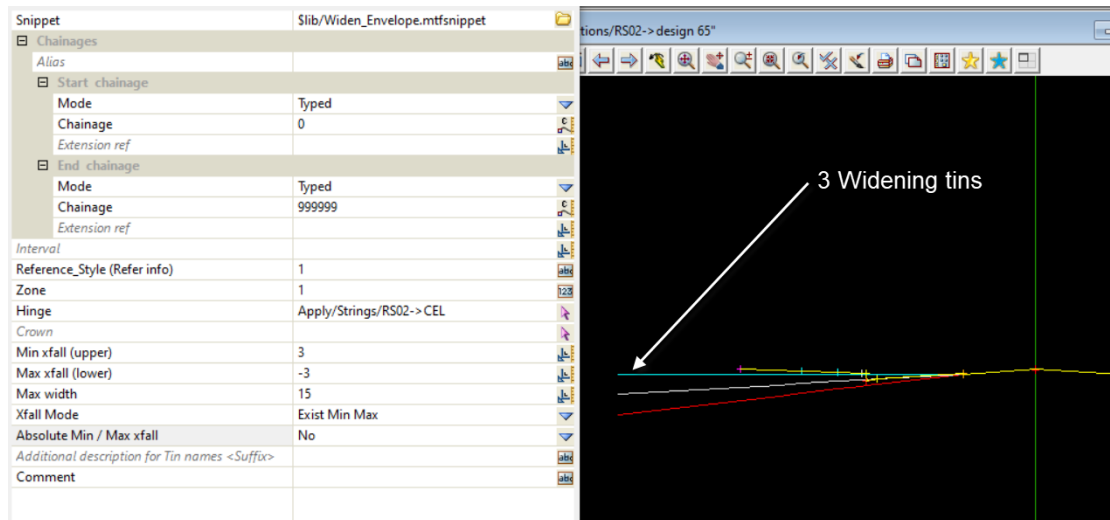 Snippet $lib/Widen_Envelope.mtfsnippet
Chainages
Alias
Start chainage
Mode Typed
Chainage 0
Extension ref
End chainage
Mode Typed
Chainage 999999
Extension ref
Interval
Reference_Style (Refer info) 1
Zone 1
Hinge Apply/Strings/RS02->CEL
Crown
Min xfall (upper) 3
Max xfall (lower) -3
Max width 15
Xfall Mode Exist Min Max
Absolute Min / Max xfall No
Additional description for Tin names <Suffix>
Comment
tions/RS02->design 65"
3 Widening tins